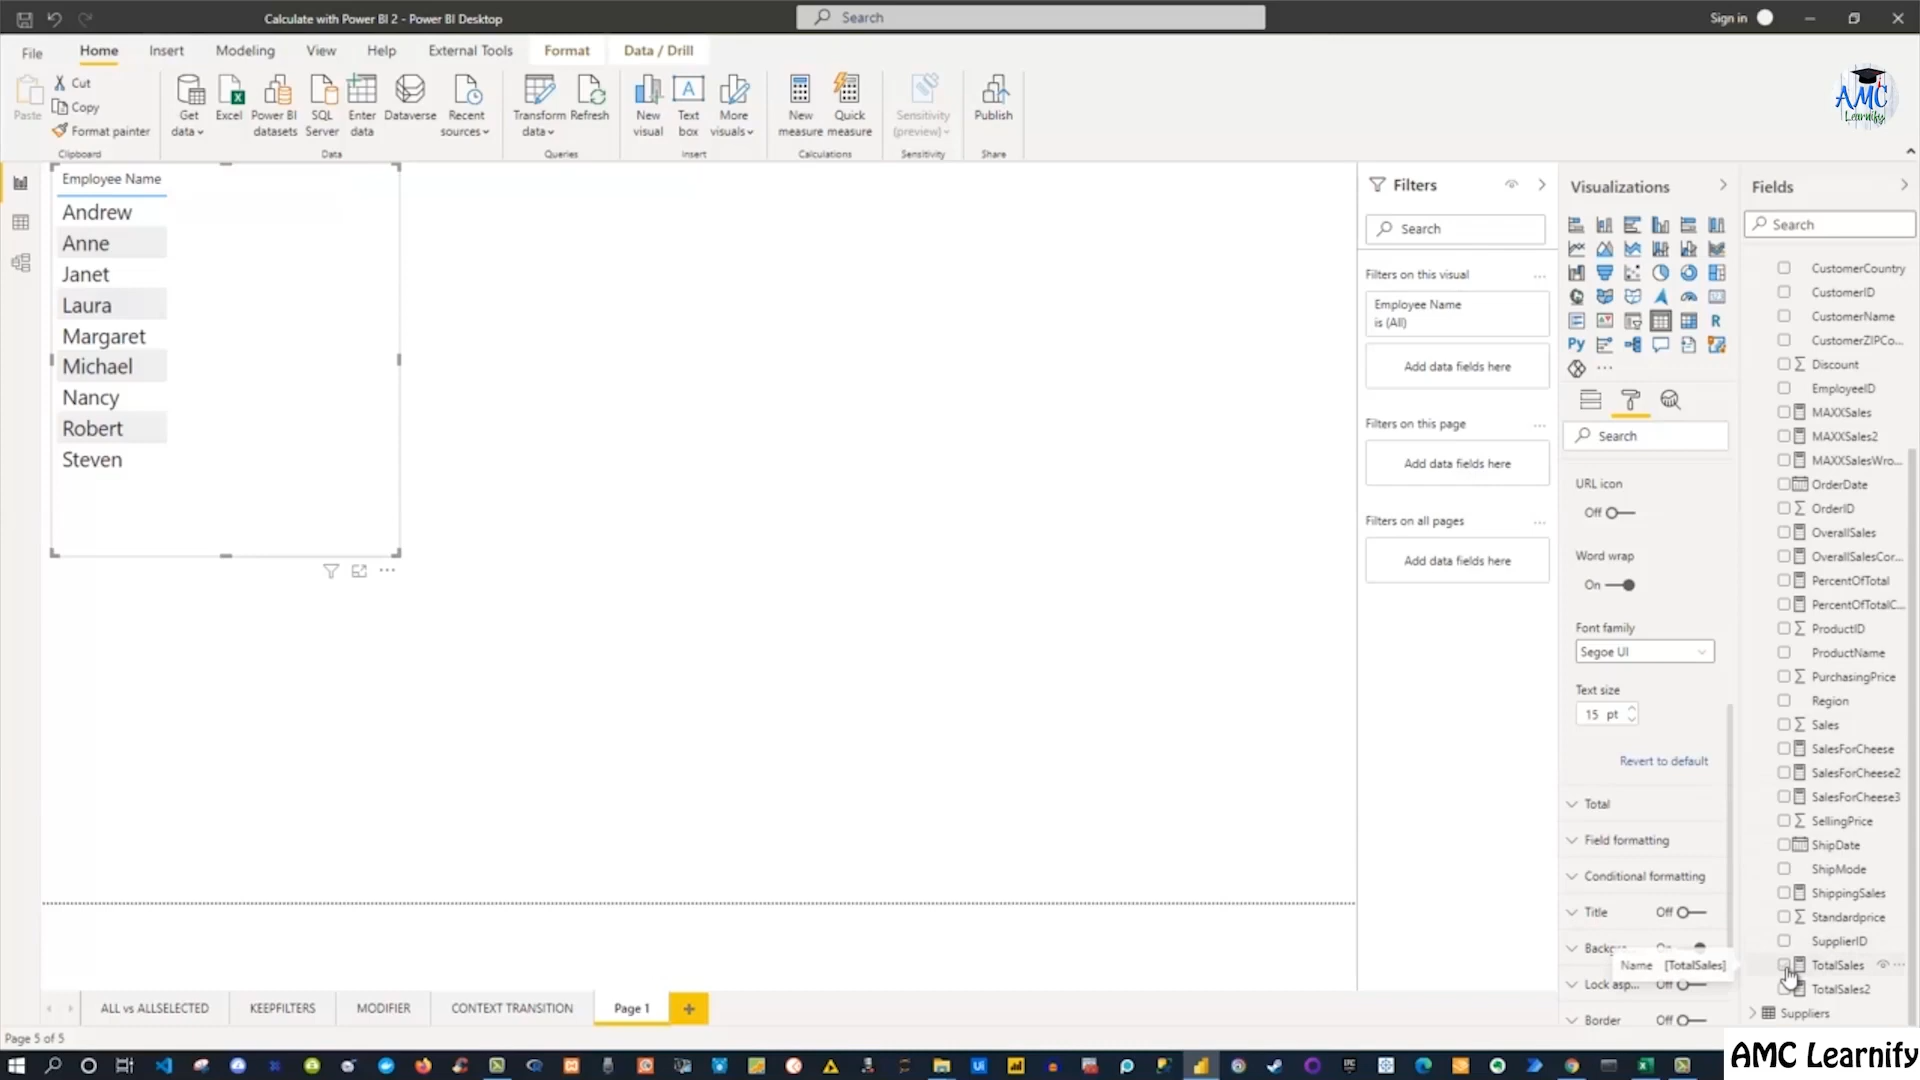 Calculate with Power BI 2 - Power BI Desktop
Search
Sign in
File
Home
Insert
Modeling
View
Help
External Tools
Format
Data / Drill
Paste
Cut
Copy
Format painter
Clipboard
Get data
Excel
Power BI datasets
SQL Server
Enter data
Dataverse
Recent sources
Data
Transform data
Refresh
Queries
New visual
Text box
More visuals
Insert
New measure
Quick measure
Calculations
Sensitivity (preview)
Sensitivity
Publish
Share
AMC
Learnify
Employee Name
Andrew
Anne
Janet
Laura
Margaret
Michael
Nancy
Robert
Steven
Filters
Search
Filters on this visual
Employee Name
is (All)
Add data fields here
Filters on this page
Add data fields here
Filters on all pages
Add data fields here
Visualizations
R
Py
Search
URL icon
Off
Word wrap
On
Font family
Segoe UI
Text size
15 pt
Revert to default
Total
Field formatting
Conditional formatting
Title Off
Backgr...
Name [TotalSales]
Lock asp... Off
Border Off
Fields
Search
CustomerCountry
CustomerID
CustomerName
CustomerZIPCo...
Discount
EmployeeID
MAXXSales
MAXXSales2
MAXXSalesWro...
OrderDate
OrderID
OverallSales
OverallSalesCor...
PercentOfTotal
PercentOfTotalC...
ProductID
ProductName
PurchasingPrice
Region
Sales
SalesForCheese
SalesForCheese2
SalesForCheese3
SellingPrice
ShipDate
ShipMode
ShippingSales
Standardprice
SupplierID
TotalSales
TotalSales2
Suppliers
ALL vs ALLSELECTED
KEEPFILTERS
MODIFIER
CONTEXT TRANSITION
Page 1
Page 5 of 5
AMC Learnify